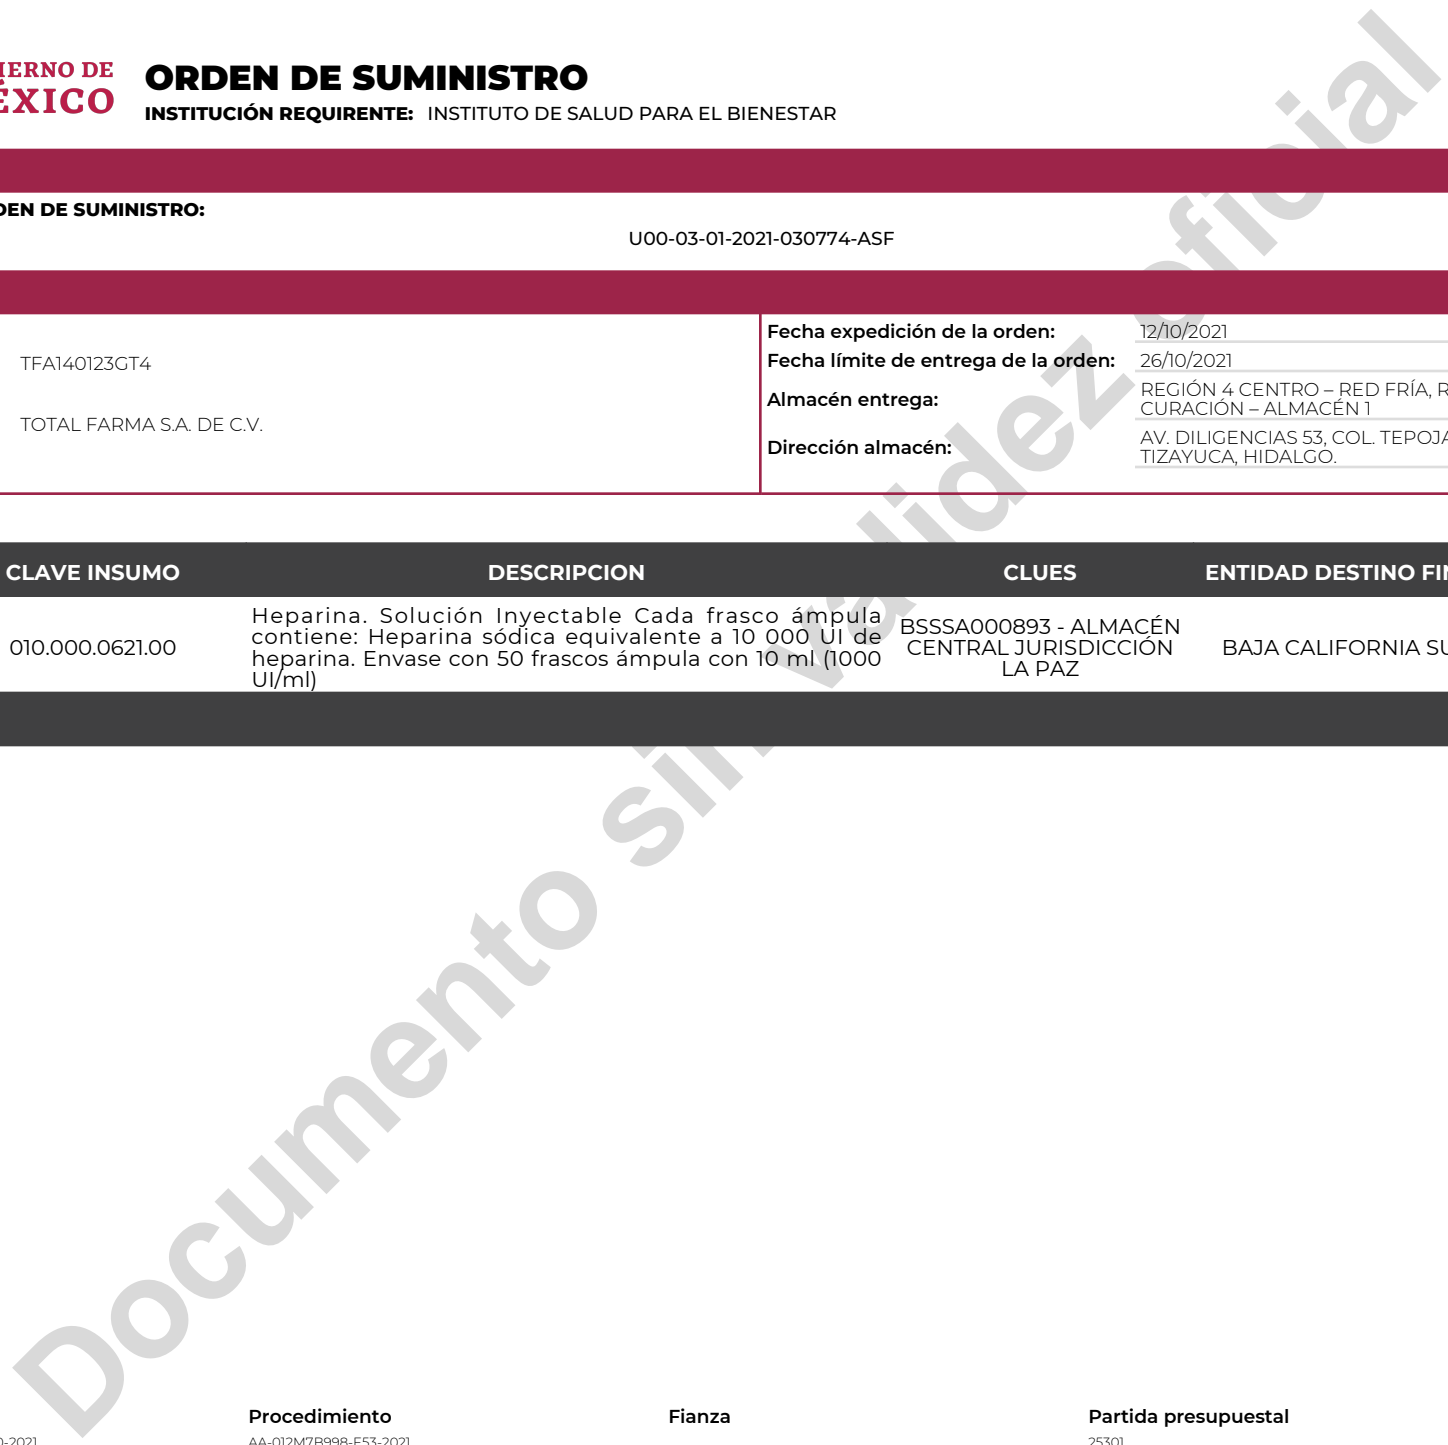 IERNO DE
ÉXICO
ORDEN DE SUMINISTRO
INSTITUCIÓN REQUIRENTE: INSTITUTO DE SALUD PARA EL BIENESTAR
DEN DE SUMINISTRO:
U00-03-01-2021-030774-ASF
TFA140123GT4
TOTAL FARMA S.A. DE C.V.
Fecha expedición de la orden: 12/10/2021
Fecha límite de entrega de la orden: 26/10/2021
Almacén entrega: REGIÓN 4 CENTRO – RED FRÍA, R
CURACIÓN – ALMACÉN 1
Dirección almacén: AV. DILIGENCIAS 53, COL. TEPOJA
TIZAYUCA, HIDALGO.
CLAVE INSUMO DESCRIPCION CLUES ENTIDAD DESTINO FIN
010.000.0621.00
Heparina. Solución Inyectable Cada frasco ámpula
contiene: Heparina sódica equivalente a 10 000 UI de
heparina. Envase con 50 frascos ámpula con 10 ml (1000
UI/ml)
BSSSA000893 - ALMACÉN
CENTRAL JURISDICCIÓN
LA PAZ
BAJA CALIFORNIA SU
Documento sin validez oficial
Procedimiento Fianza Partida presupuestal
0-2021 AA-012M7B998-E53-2021 25301